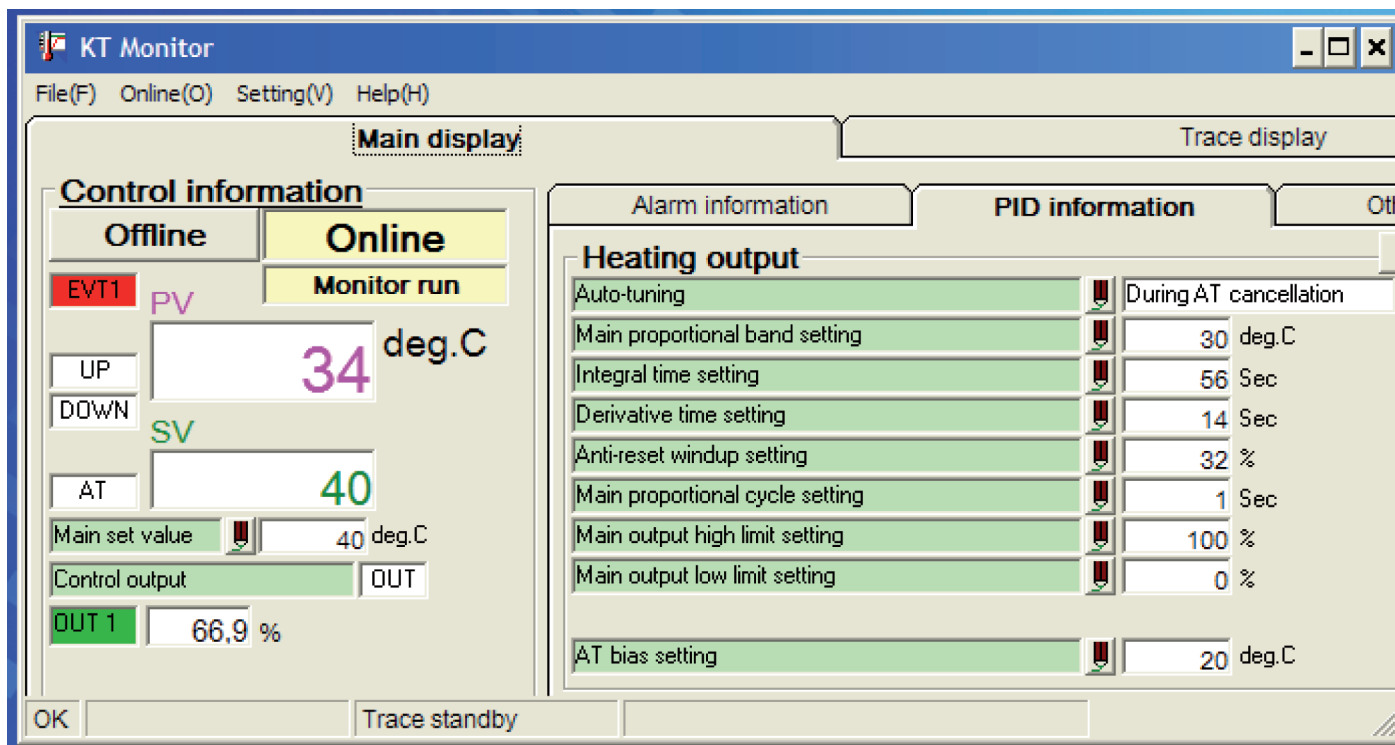 KT Monitor
File(F) Online(O) Setting(V) Help(H)
Main display
Trace display
Control information
Offline
Online
Monitor run
EVT1
PV
34
deg.C
UP
DOWN
SV
40
AT
Main set value 40 deg.C
Control output OUT
OUT 1 66,9 %
Alarm information
PID information
Heating output
Auto-tuning During AT cancellation
Main proportional band setting 30 deg.C
Integral time setting 56 Sec
Derivative time setting 14 Sec
Anti-reset windup setting 32 %
Main proportional cycle setting 1 Sec
Main output high limit setting 100 %
Main output low limit setting 0 %
AT bias setting 20 deg.C
OK
Trace standby